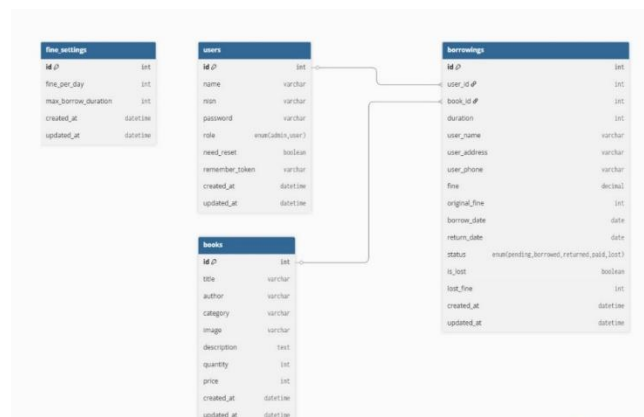 fine_settings
id int
fine_per_day int
max_borrow_duration int
created_at datetime
updated_at datetime
users
id int
name varchar
nisn varchar
password varchar
role enum(admin,user)
need_reset boolean
remember_token varchar
created_at datetime
updated_at datetime
books
id int
title varchar
author varchar
category varchar
image varchar
description text
quantity int
price int
created_at datetime
updated_at datetime
borrowings
id int
user_id int
book_id int
duration int
user_name varchar
user_address varchar
user_phone varchar
fine decimal
original_fine int
borrow_date date
return_date date
status enum(pending,borrowed,returned,paid,lost)
is_lost boolean
lost_fine int
created_at datetime
updated_at datetime